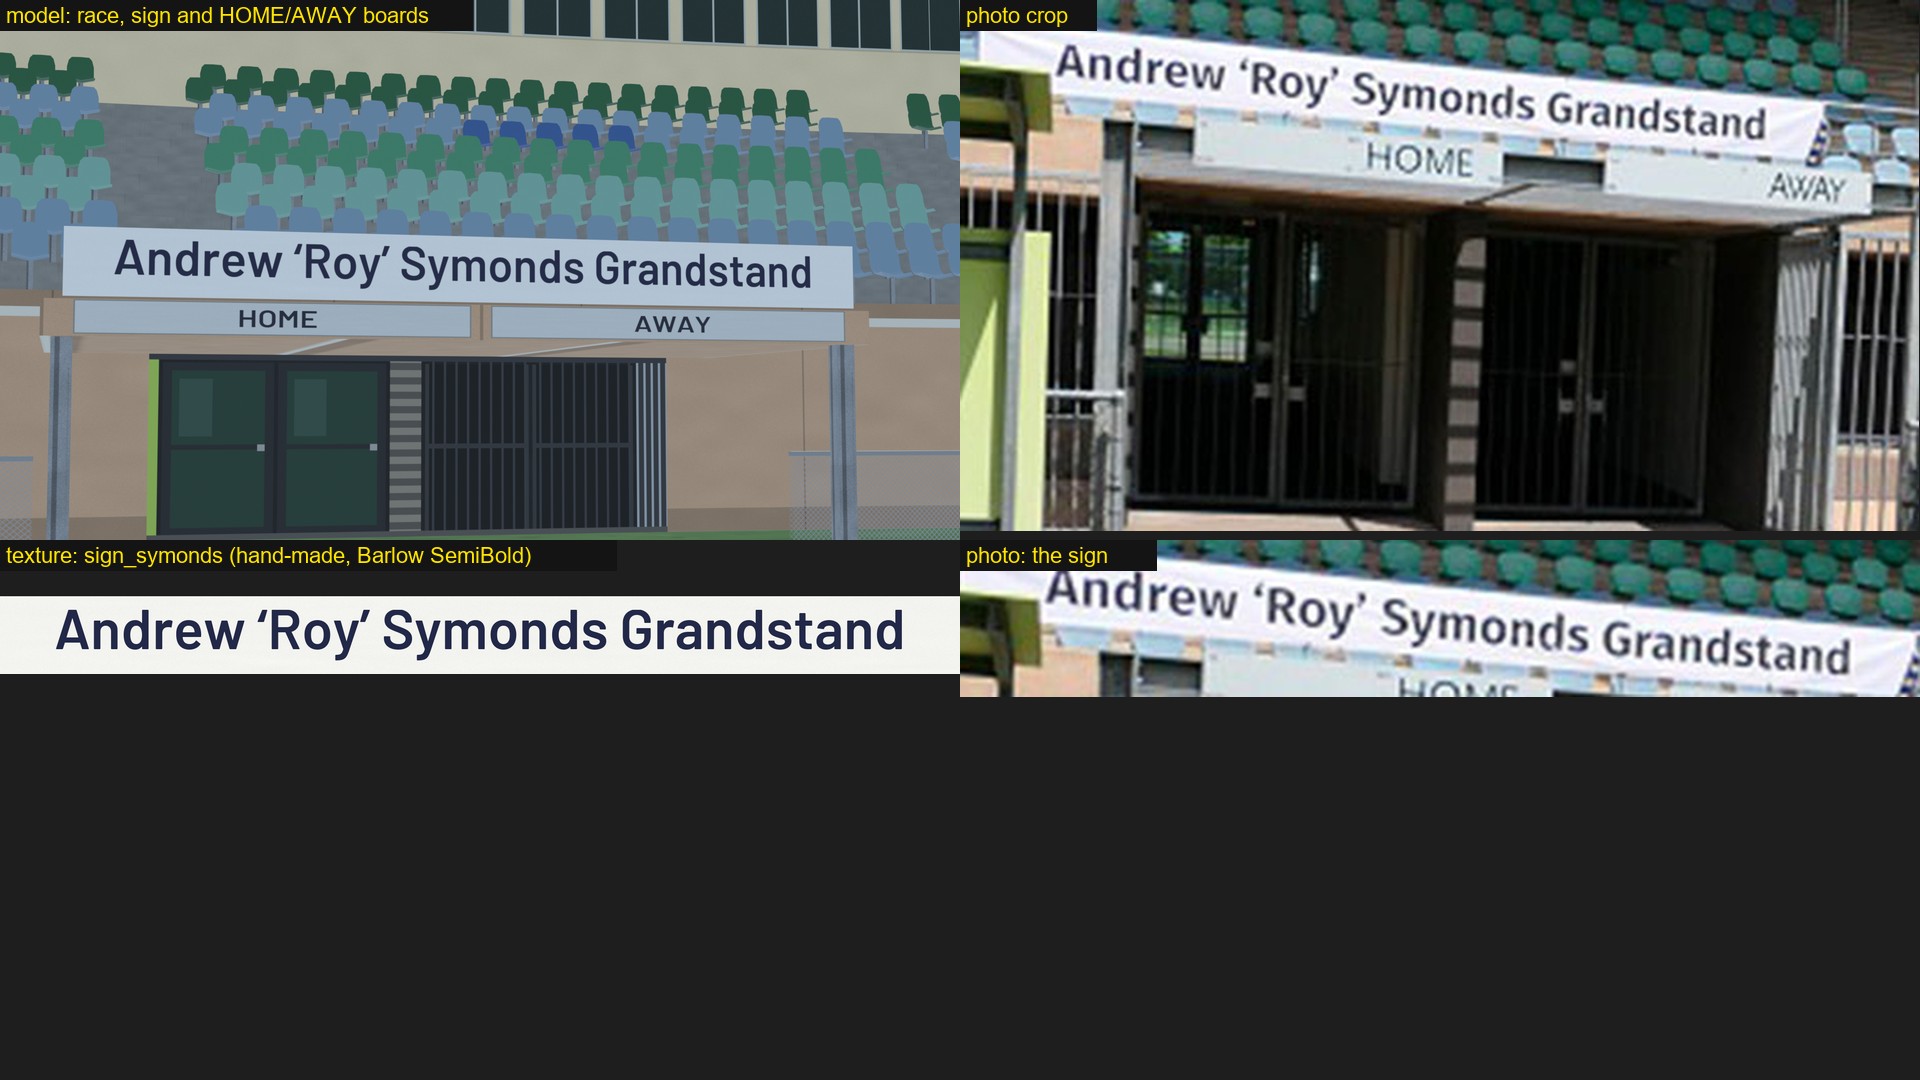 model: race, sign and HOME/AWAY boards
Andrew ‘Roy’ Symonds Grandstand
HOME
AWAY
photo crop
Andrew ‘Roy’ Symonds Grandstand
HOME
AWAY
texture: sign_symonds (hand-made, Barlow SemiBold)
Andrew ‘Roy’ Symonds Grandstand
photo: the sign
Andrew ‘Roy’ Symonds Grandstand
HOME